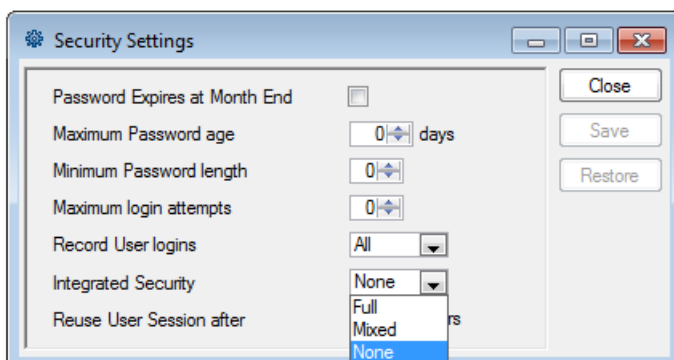 Security Settings
Password Expires at Month End
Close
Maximum Password age 0 days
Save
Minimum Password length 0
Restore
Maximum login attempts 0
Record User logins All
Integrated Security None
Full
Mixed
None
Reuse User Session after